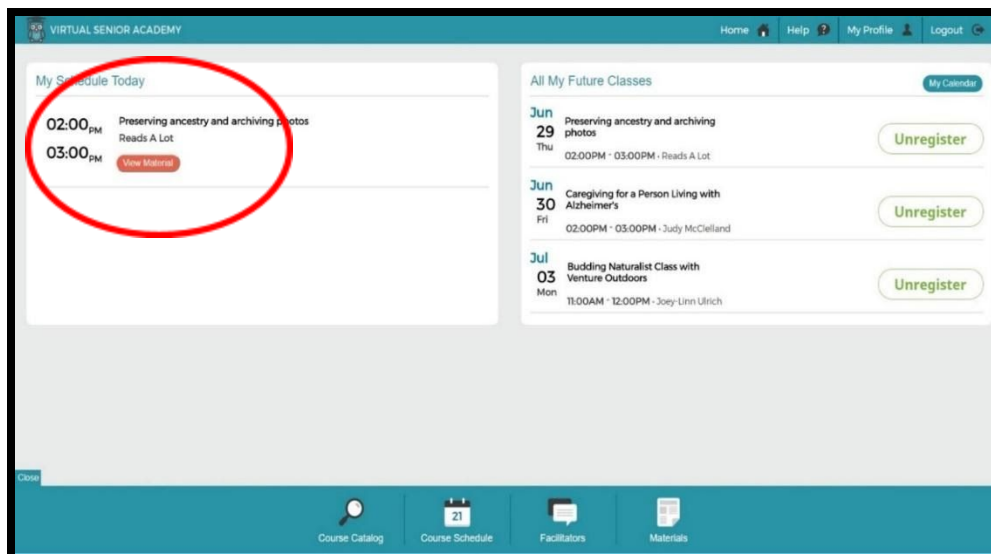 VIRTUAL SENIOR ACADEMY
Home
Help
My Profile
Logout
My Schedule Today
02:00 PM
03:00 PM
Preserving ancestry and archiving photos
Reads A Lot
View Material
All My Future Classes
My Calendar
Jun
29
Thu
Preserving ancestry and archiving
photos
02:00PM - 03:00PM - Reads A Lot
Unregister
Jun
30
Fri
Caregiving for a Person Living with
Alzheimer's
02:00PM - 03:00PM - Judy McClelland
Unregister
Jul
03
Mon
Budding Naturalist Class with
Venture Outdoors
11:00AM - 12:00PM - Joey-Linn Ulrich
Unregister
Close
21
Course Catalog
Course Schedule
Facilitators
Materials